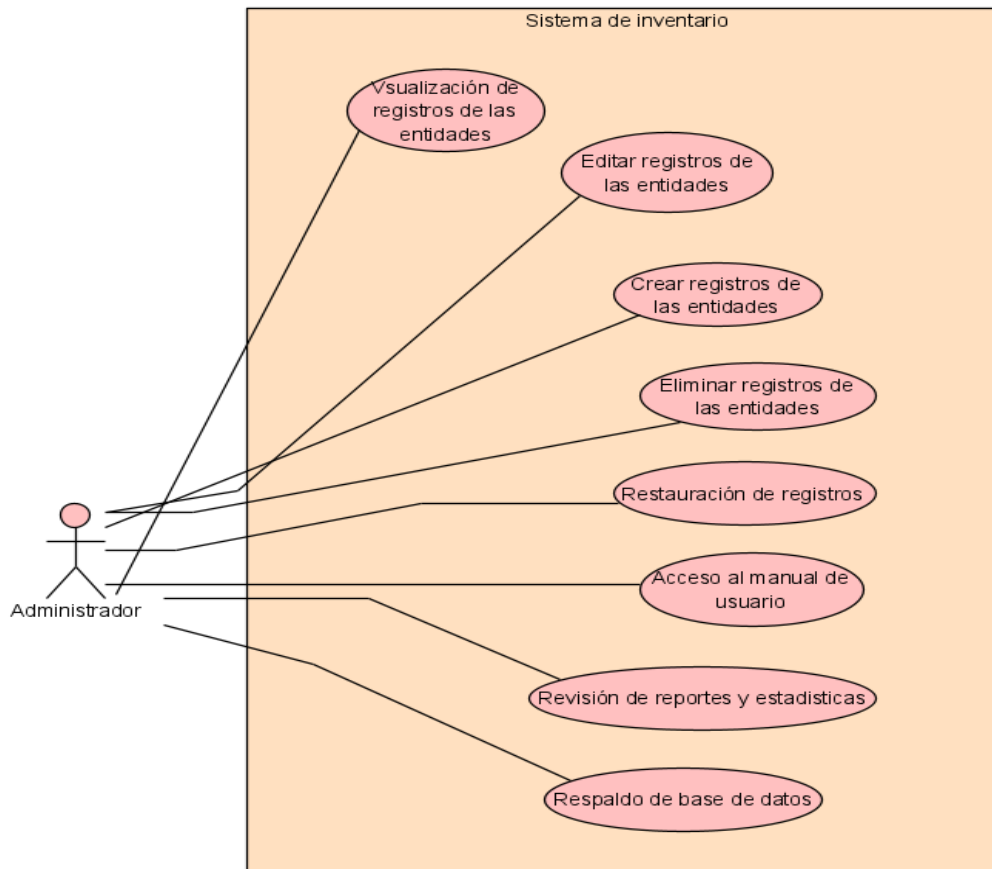 Sistema de inventario
Vsualización de
registros de las
entidades
Editar registros de
las entidades
Crear registros de
las entidades
Eliminar registros de
las entidades
Restauración de registros
Acceso al manual de
usuario
Administrador
Revisión de reportes y estadisticas
Respaldo de base de datos